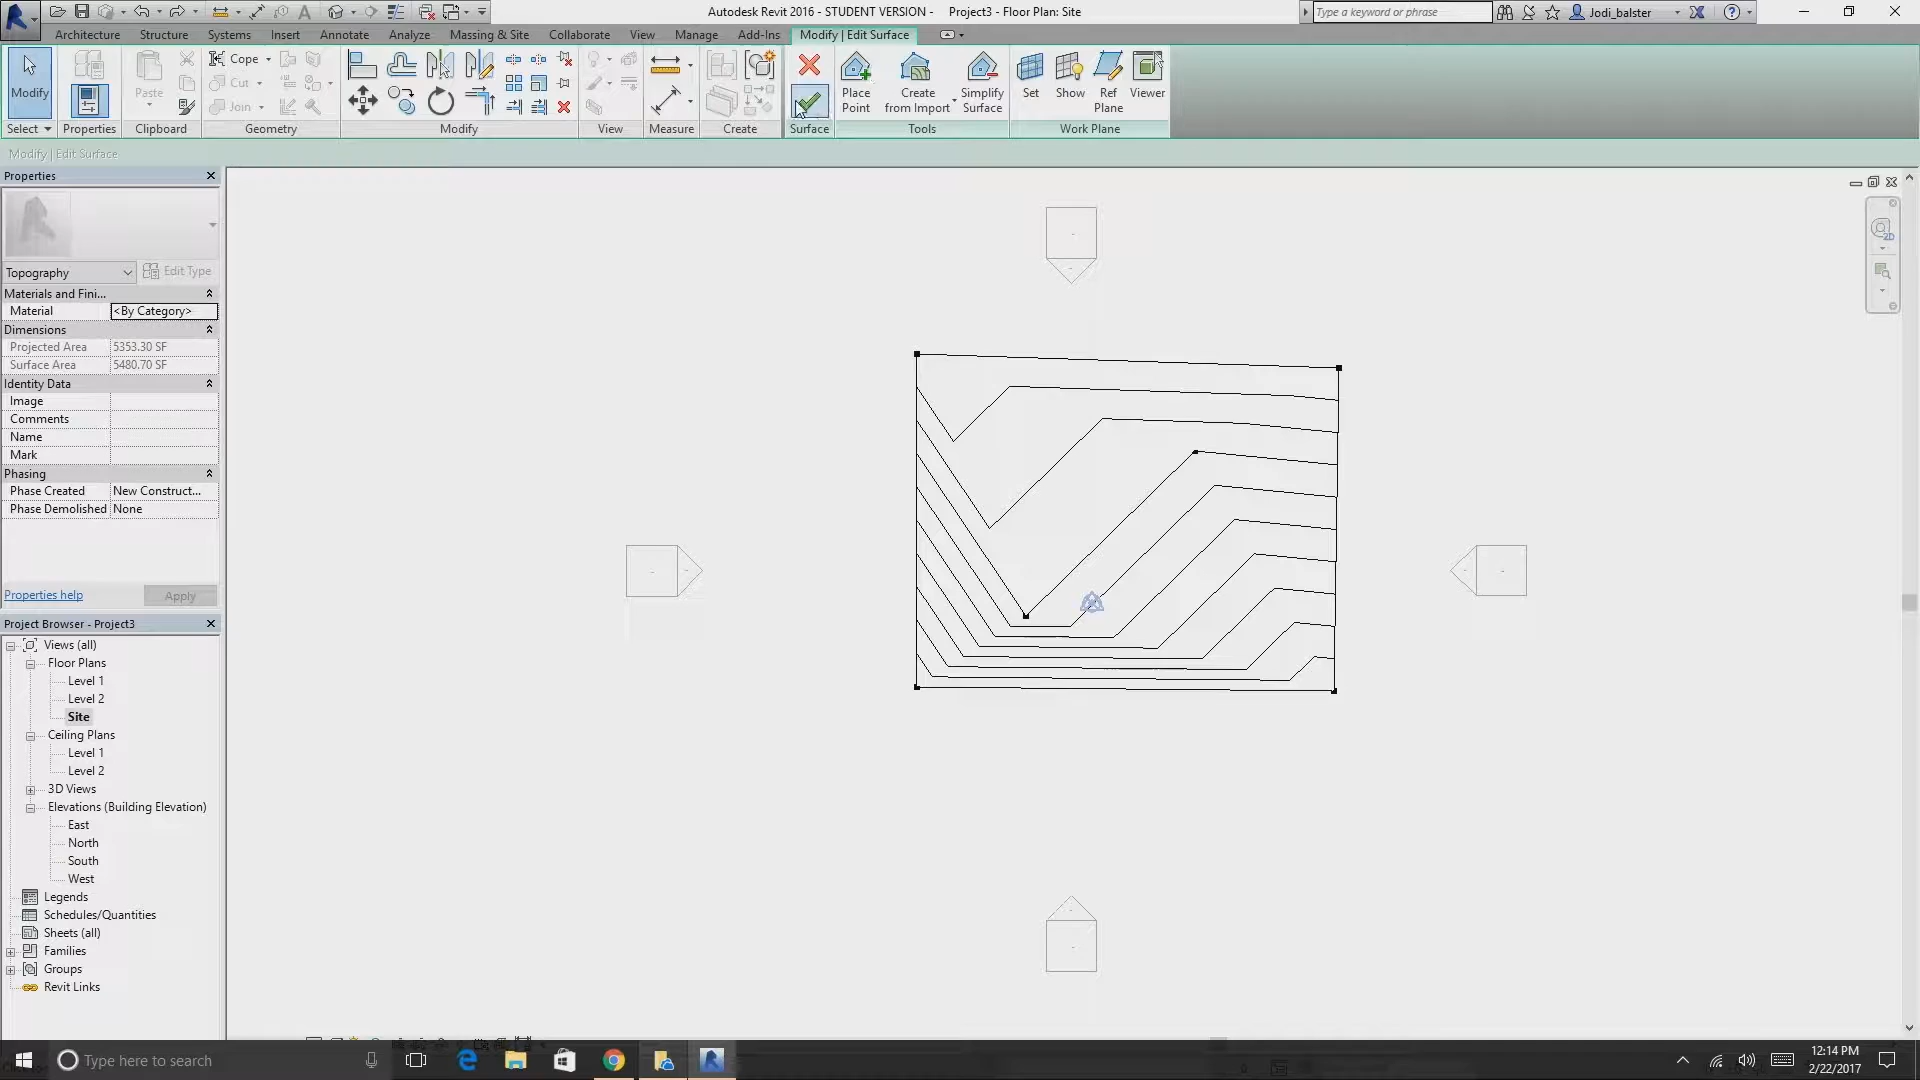 Autodesk Revit 2016 - STUDENT VERSION - Project3 - Floor Plan: Site
Type a keyword or phrase
Jodi_balster
Architecture Structure Systems Insert Annotate Analyze Massing & Site Collaborate View Manage Add-Ins Modify | Edit Surface
Modify
Paste
Cope
Cut
Join
Place Point
Create from Import
Simplify Surface
Set
Show
Ref Plane
Viewer
Select Properties Clipboard Geometry Modify View Measure Create Surface Tools Work Plane
Modify | Edit Surface
Properties
Topography
Edit Type
Materials and Fini...
Material <By Category>
Dimensions
Projected Area 5353.30 SF
Surface Area 5480.70 SF
Identity Data
Image
Comments
Name
Mark
Phasing
Phase Created New Construct...
Phase Demolished None
Properties help
Apply
Project Browser - Project3
Views (all)
Floor Plans
Level 1
Level 2
Site
Ceiling Plans
Level 1
Level 2
3D Views
Elevations (Building Elevation)
East
North
South
West
Legends
Schedules/Quantities
Sheets (all)
Families
Groups
Revit Links
2D
Type here to search
12:14 PM
2/22/2017